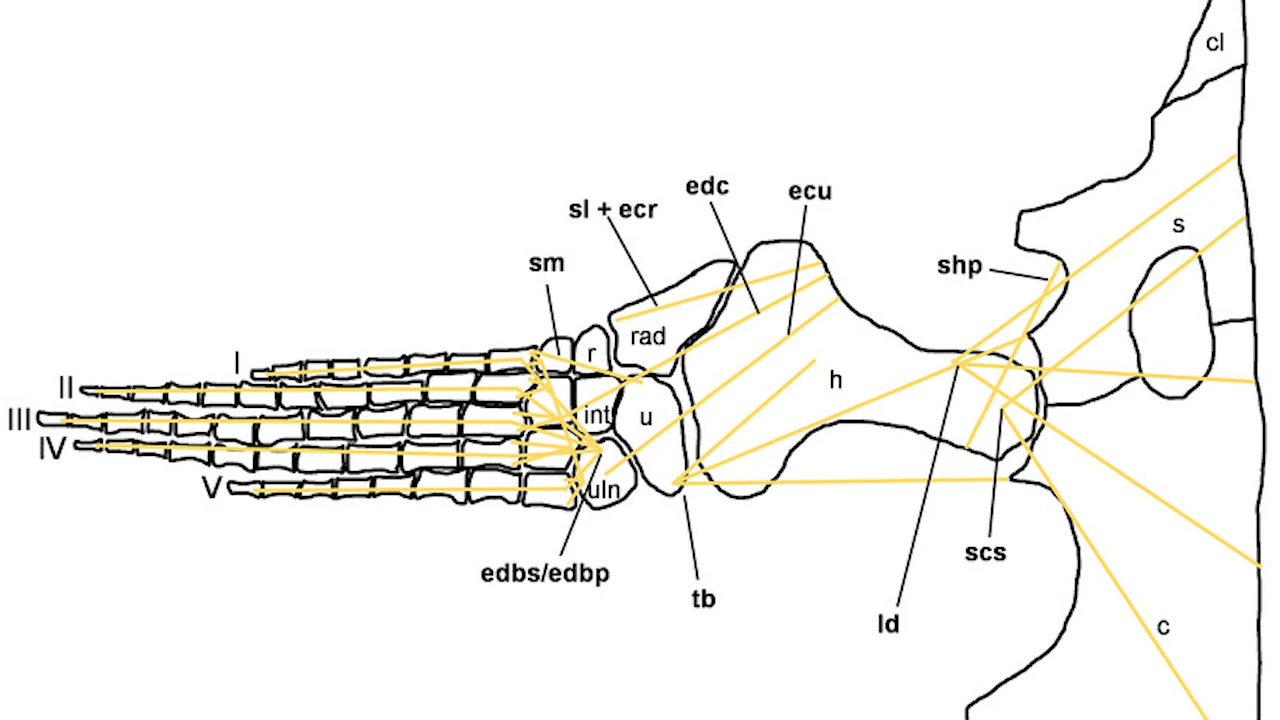 cl
s
edc
ecu
sl + ecr
sm
shp
rad
r
I
II
III
IV
V
int
u
h
uln
edbs/edbp
tb
scs
ld
c